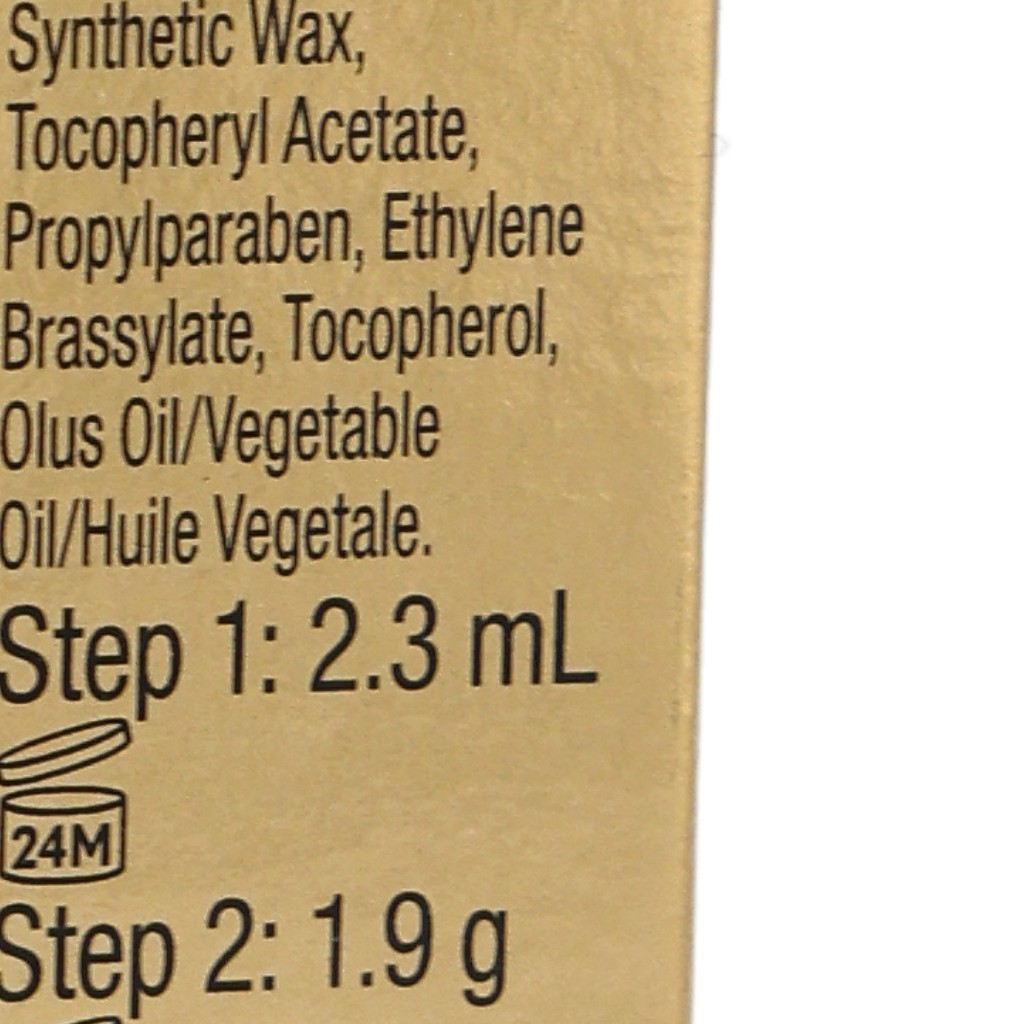 Synthetic Wax,
Tocopheryl Acetate,
Propylparaben, Ethylene
Brassylate, Tocopherol,
Olus Oil/Vegetable
Oil/Huile Vegetale.
Step 1: 2.3 mL
24M
Step 2: 1.9 g